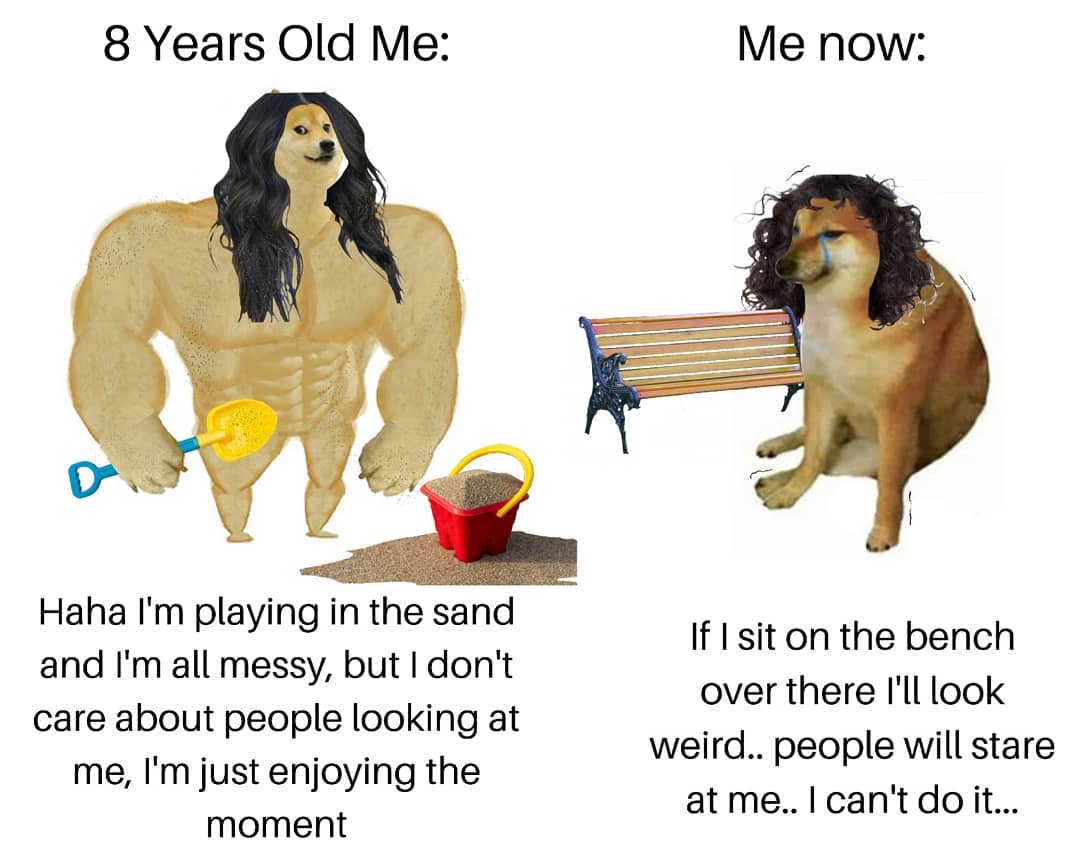 8 Years Old Me:
Haha I'm playing in the sand
and I'm all messy, but I don't
care about people looking at
me, I'm just enjoying the
moment
Me now:
If I sit on the bench
over there I'll look
weird.. people will stare
at me.. I can't do it...